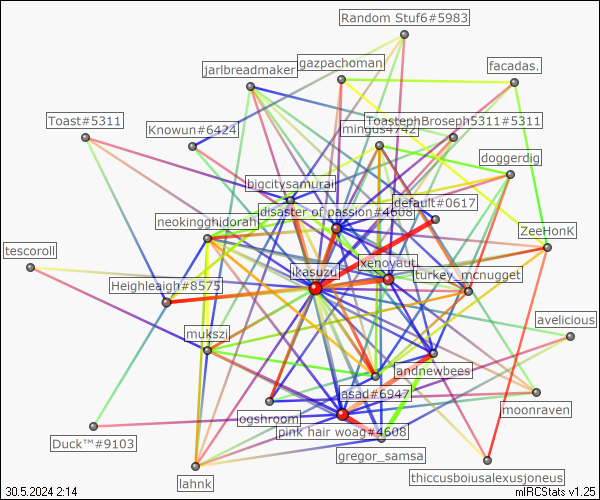 Random Stuf6#5983
gazpachoman
facadas.
jarlbreadmaker
Toast#5311
Knowun#6424
ToastephBroseph5311#5311
mingus4742
doggerdig
bigcitysamurai
default#0617
disaster of passion#4608
neokingghidorah
ZeeHonK
tescoroll
xenoyaut
ikasuzu
turkey_mcnugget
Heighleaigh#8575
avelicious
mukszi
andnewbees
asad#6947
moonraven
ogshroom
pink hair woag#4608
Duck™#9103
gregor_samsa
thiccusboiusalexusjoneus
lahnk
30.5.2024 2:14
mIRCStats v1.25